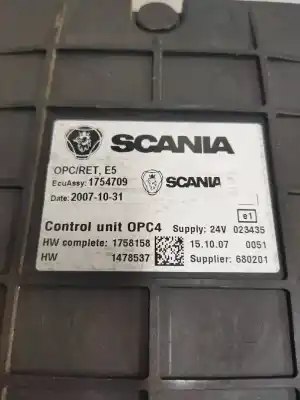 SCANIA
OPC/RET, E5
EcuAssy: 1754709
SCANIA
Date: 2007-10-31
e1
Control unit OPC4 Supply: 24V 023435
HW complete: 1758158 15.10.07 0051
HW 1478537 Supplier: 680201